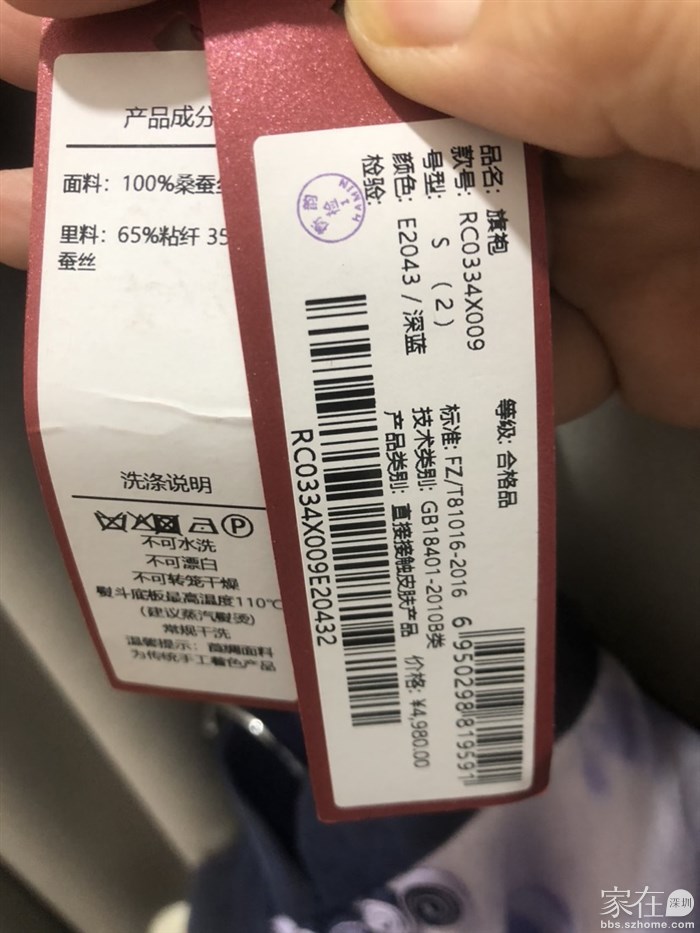 产品成分
面料: 100%桑蚕
里料: 65%粘纤 35
蚕丝
洗涤说明
P
不可水洗
不可漂白
不可转笼干燥
熨斗底板最高温度110℃
(建议蒸汽熨烫)
常规干洗
温馨提示: 首绸面料
为传统手工着色产品
品名: 旗袍
款号: RC0334X009
号型: S (2)
颜色: E2043 / 深蓝
检验:
等级: 合格品
标准: FZ/T81016-2016
技术类别: GB18401-2010B类
产品类别: 直接接触皮肤产品
价格: ¥4,980.00
6950298819591
RC0334X009E20432
家在深圳
bbs.szhome.com